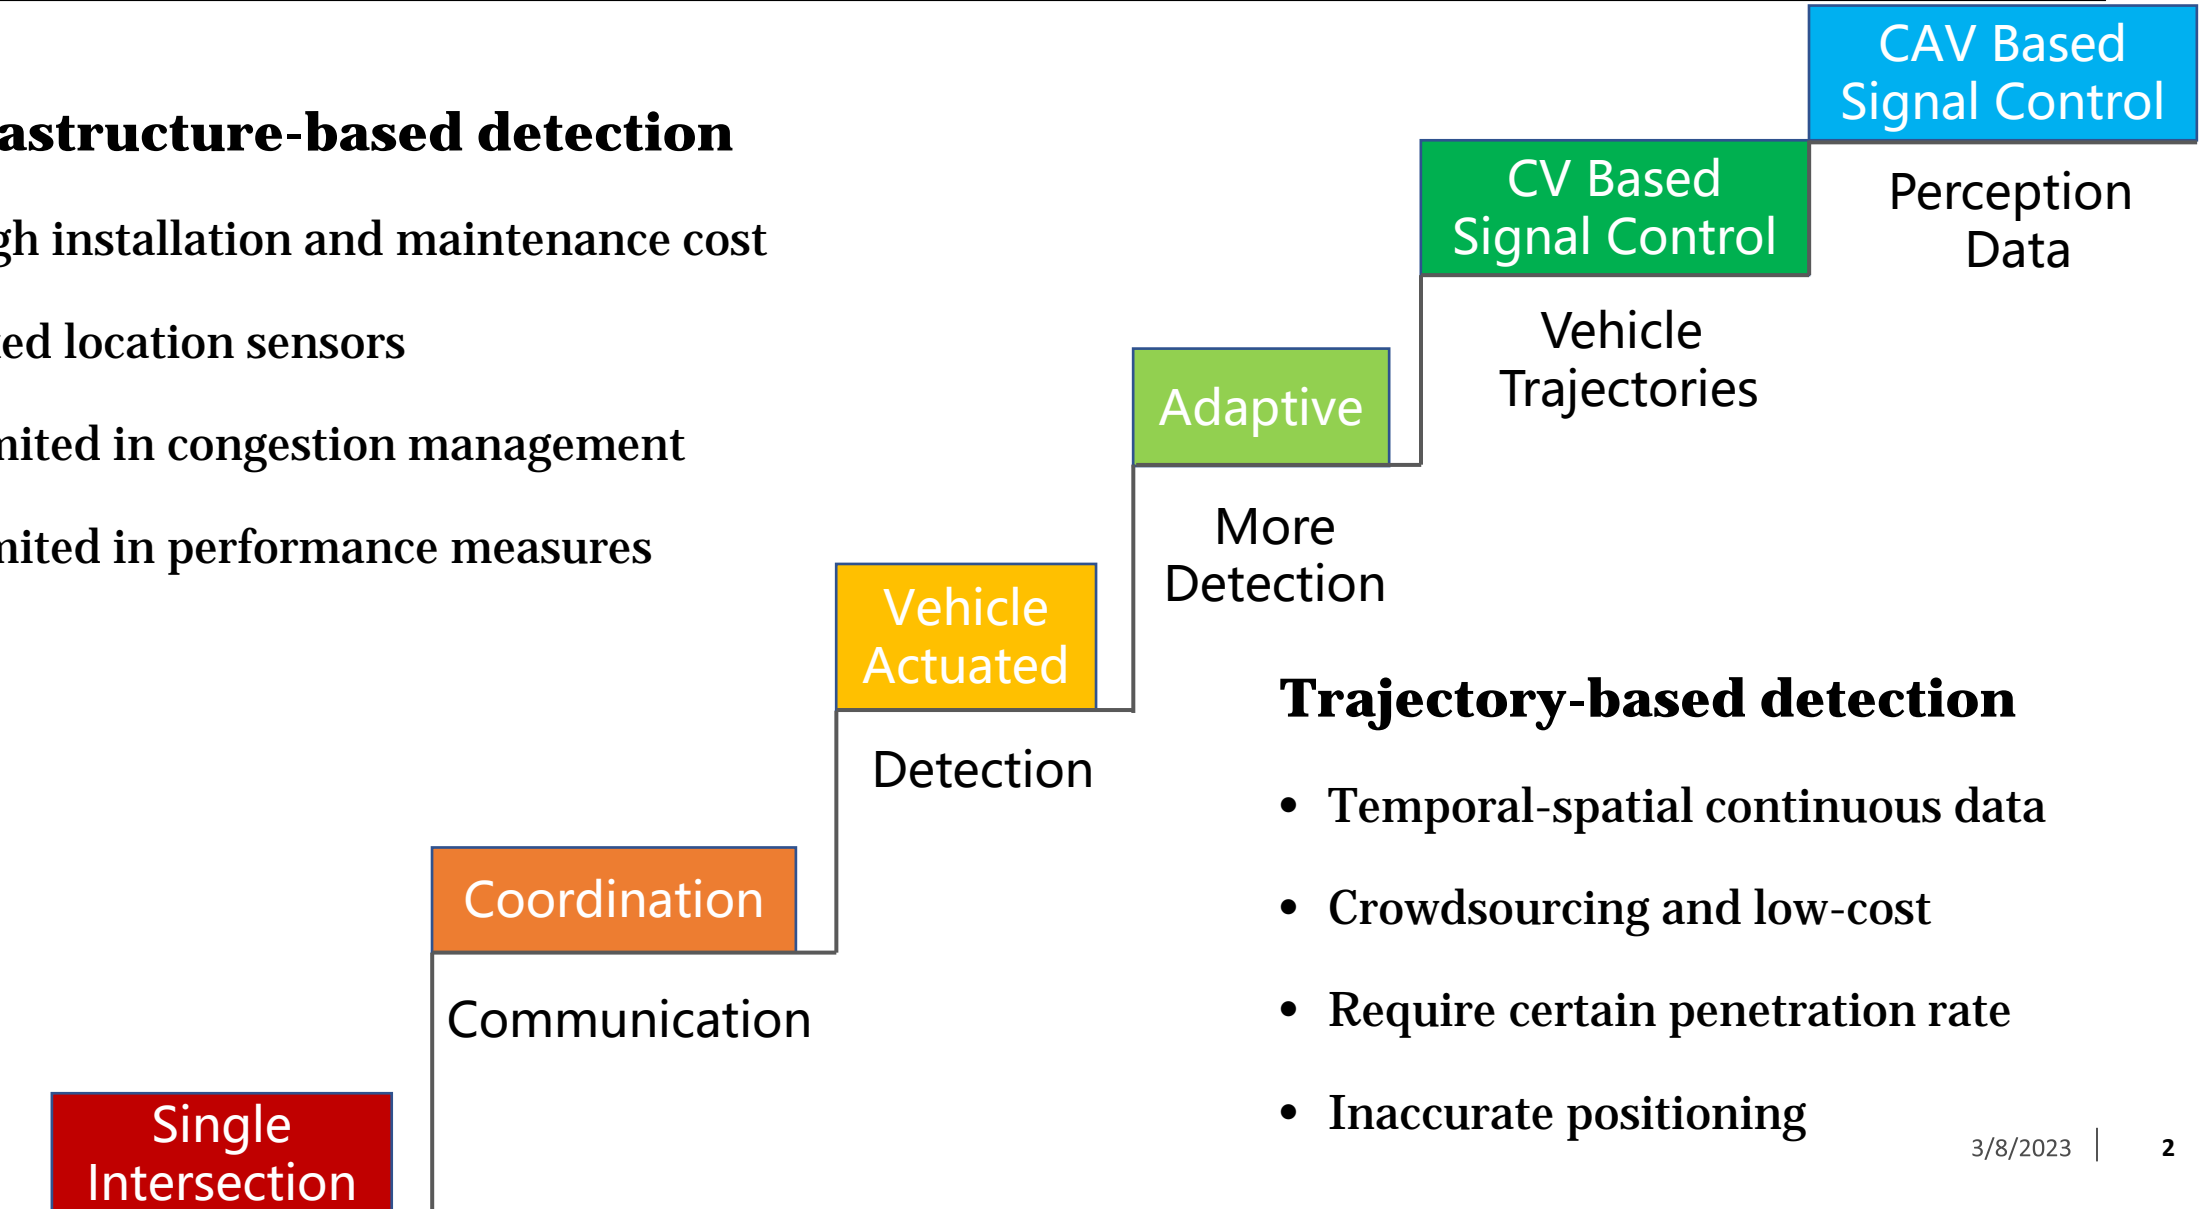 astructure-based detection
gh installation and maintenance cost
ed location sensors
mited in congestion management
mited in performance measures
CAV Based
Signal Control
Perception
Data
CV Based
Signal Control
Vehicle
Trajectories
Adaptive
More
Detection
Vehicle
Actuated
Detection
Coordination
Communication
Single
Intersection
Trajectory-based detection
• Temporal-spatial continuous data
• Crowdsourcing and low-cost
• Require certain penetration rate
• Inaccurate positioning
3/8/2023
2